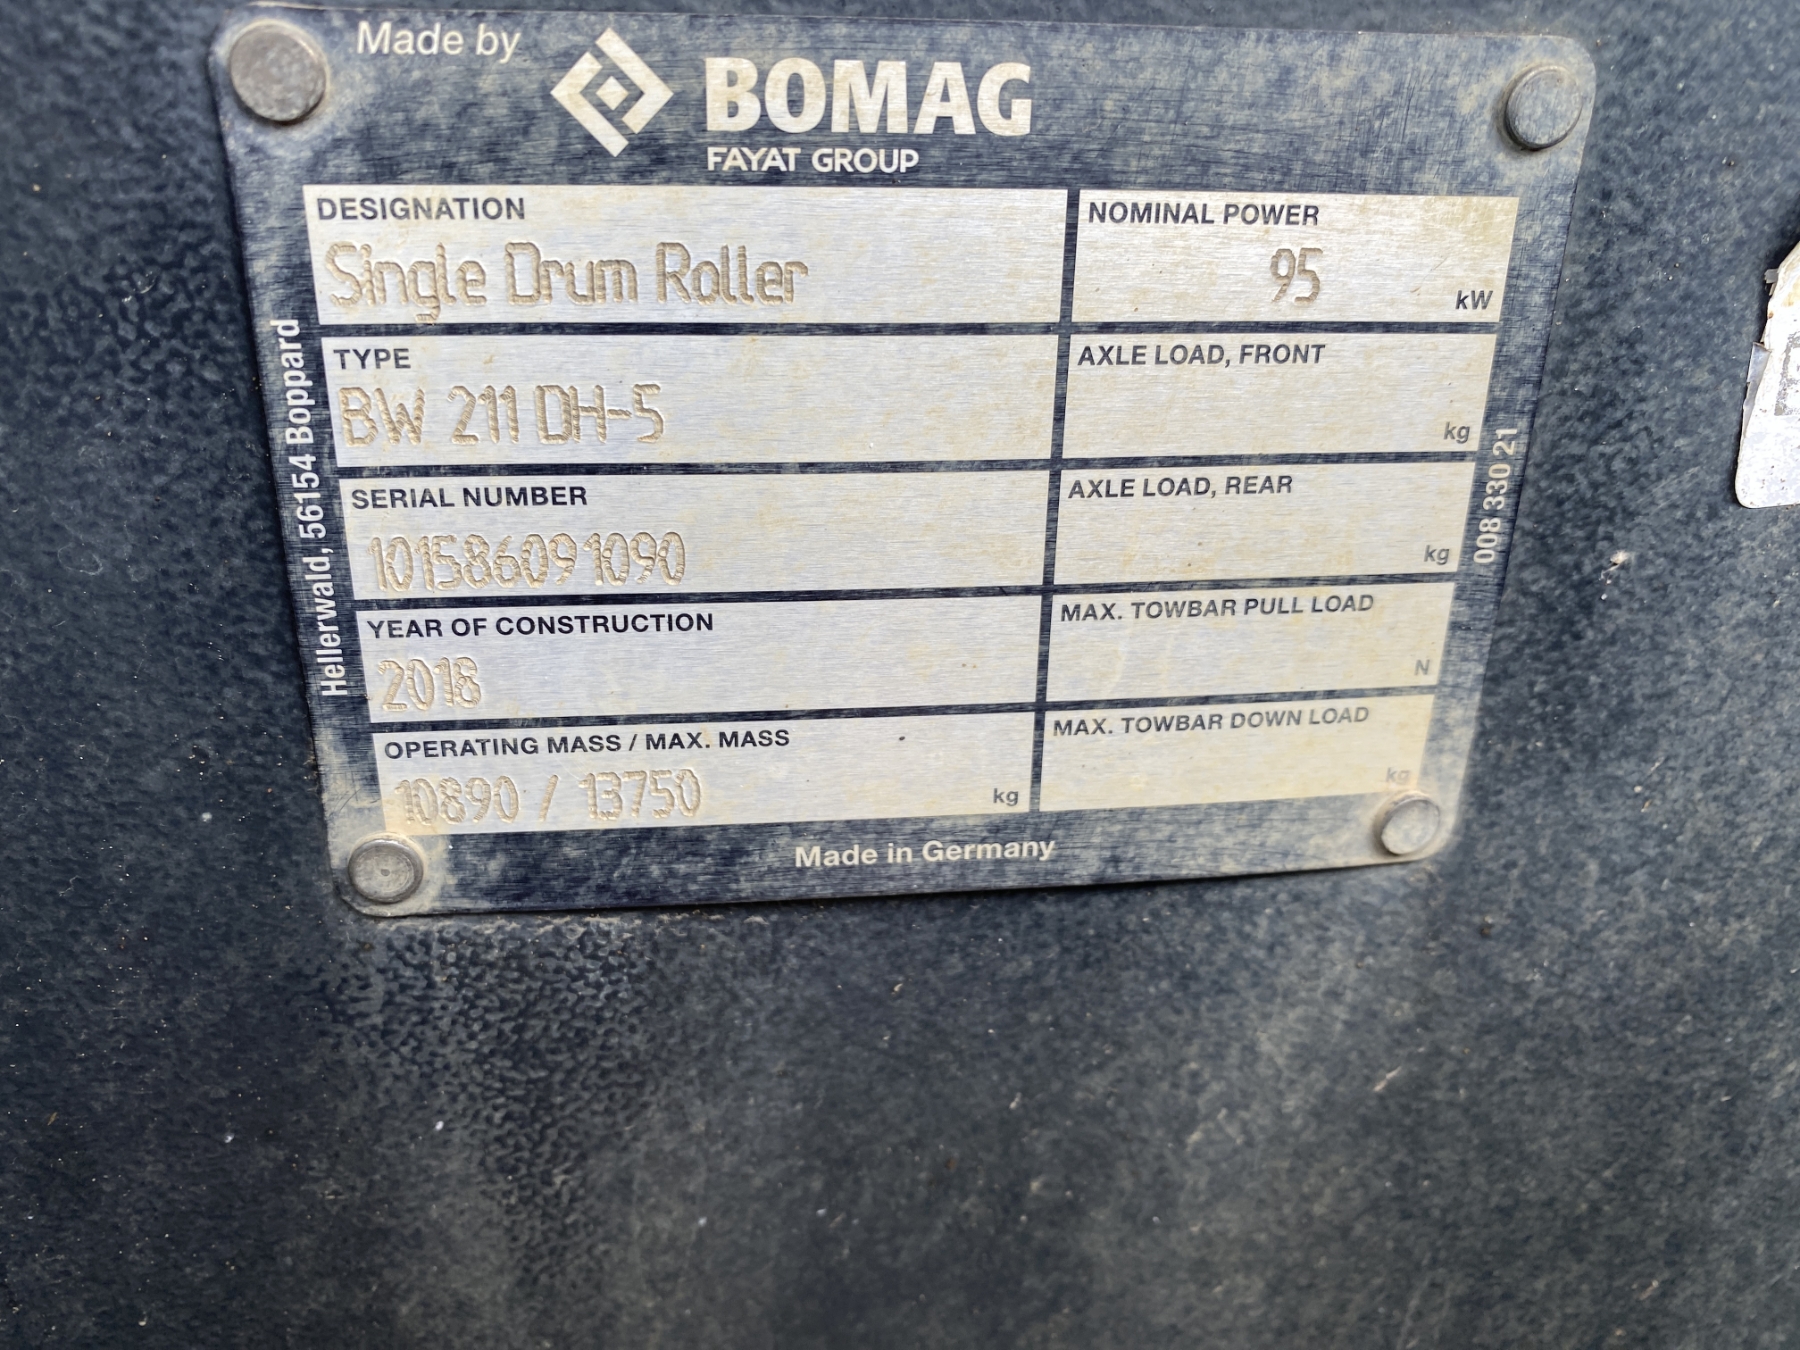 Made by
BOMAG
FAYAT GROUP
DESIGNATION
Single Drum Roller
NOMINAL POWER
95
kW
TYPE
BW 211 DH-5
AXLE LOAD, FRONT
kg
SERIAL NUMBER
101586091090
AXLE LOAD, REAR
kg
YEAR OF CONSTRUCTION
2018
MAX. TOWBAR PULL LOAD
N
OPERATING MASS / MAX. MASS
10890 / 13750
kg
MAX. TOWBAR DOWN LOAD
kg
Made in Germany
Hellerwald, 56154 Boppard
008 330 21